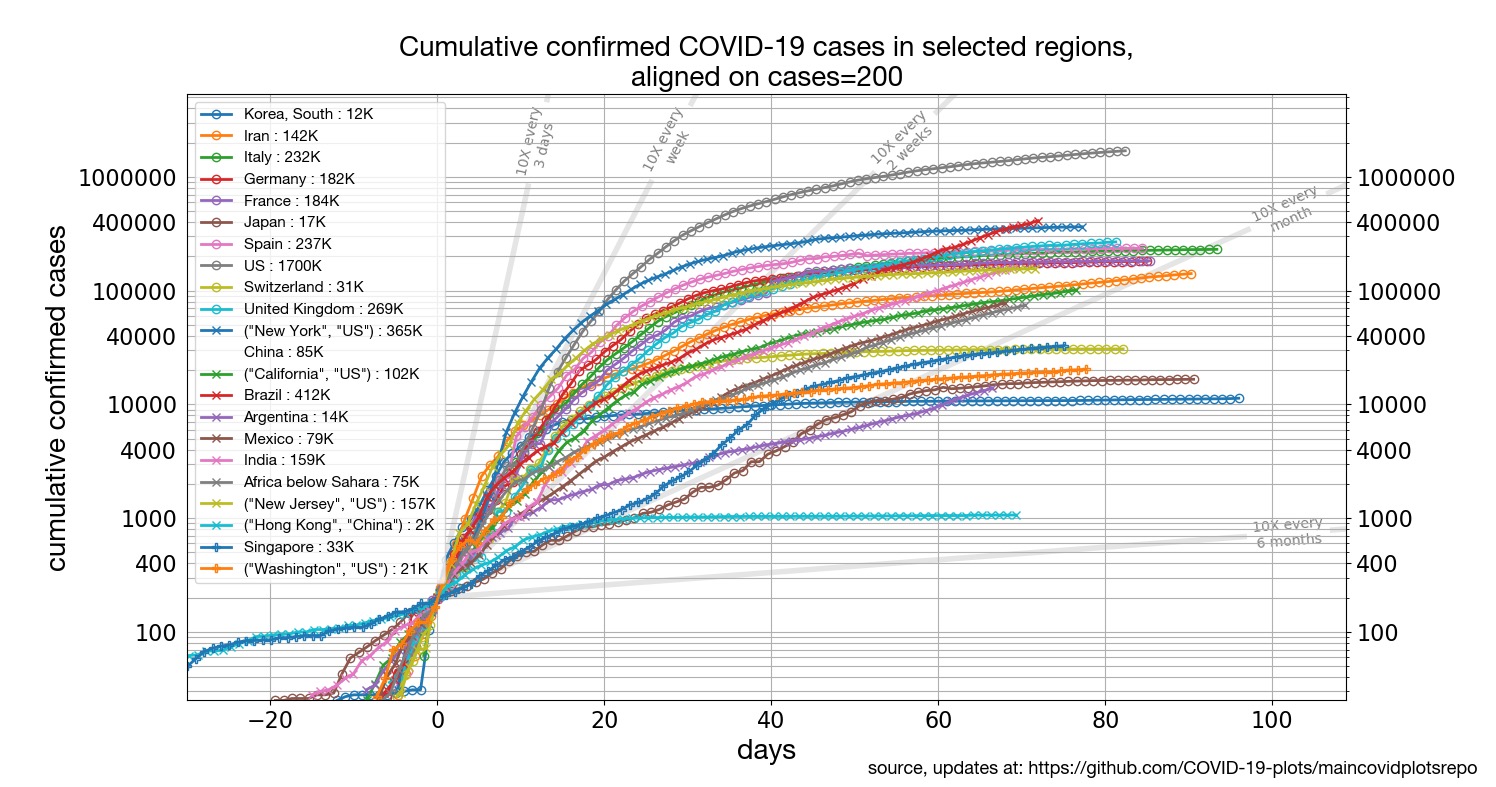 Cumulative confirmed COVID-19 cases in selected regions,
aligned on cases=200
Korea, South : 12K
Iran : 142K
Italy : 232K
Germany : 182K
France : 184K
Japan : 17K
Spain : 237K
US : 1700K
Switzerland : 31K
United Kingdom : 269K
("New York", "US") : 365K
China : 85K
("California", "US") : 102K
Brazil : 412K
Argentina : 14K
Mexico : 79K
India : 159K
Africa below Sahara : 75K
("New Jersey", "US") : 157K
("Hong Kong", "China") : 2K
Singapore : 33K
("Washington", "US") : 21K
10X every
3 days
10X every
week
10X every
2 weeks
10X every
month
10X every
6 months
cumulative confirmed cases
1000000
400000
100000
40000
10000
4000
1000
400
100
1000000
400000
100000
40000
10000
4000
1000
400
100
−20 0 20 40 60 80 100
days
source, updates at: https://github.com/COVID-19-plots/maincovidplotsrepo